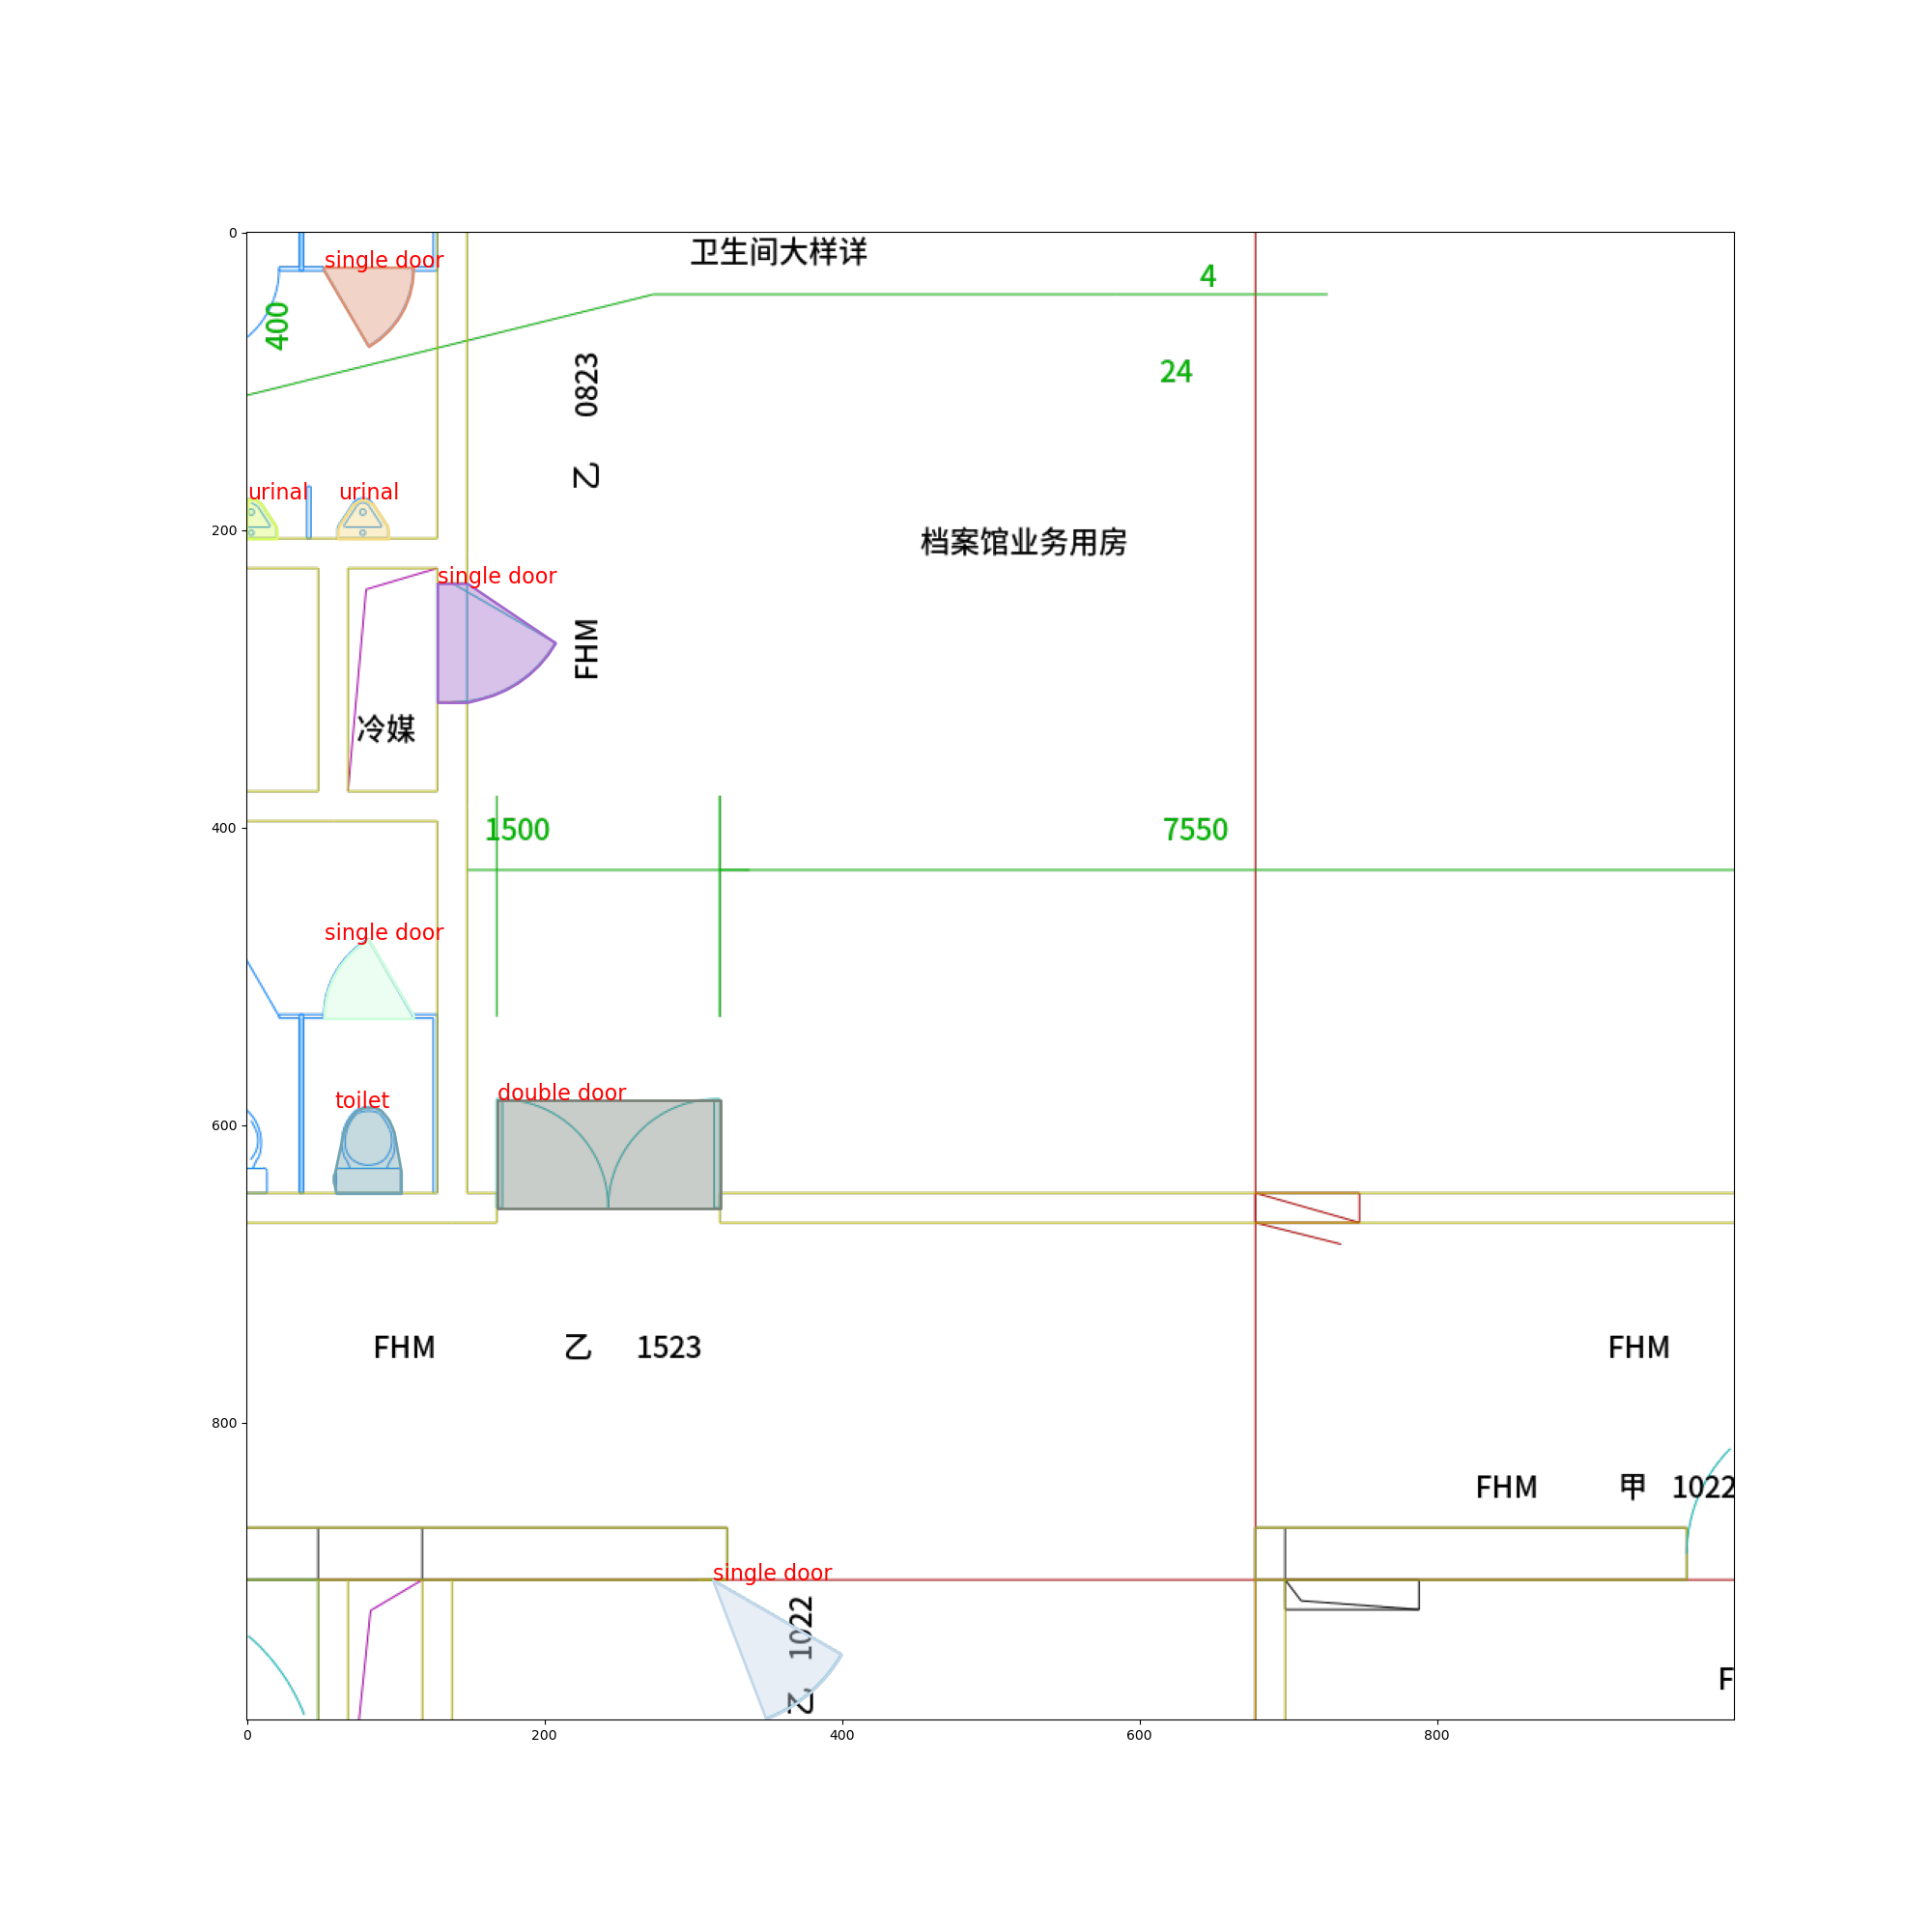 0
卫生间大样详
single door
4
400
0823
24
乙
urinal
urinal
200
档案馆业务用房
single door
FHM
冷媒
400
1500
7550
single door
double door
toilet
600
FHM 乙 1523
FHM
800
FHM 甲 1022
single door
1022
乙
F
0
200
400
600
800